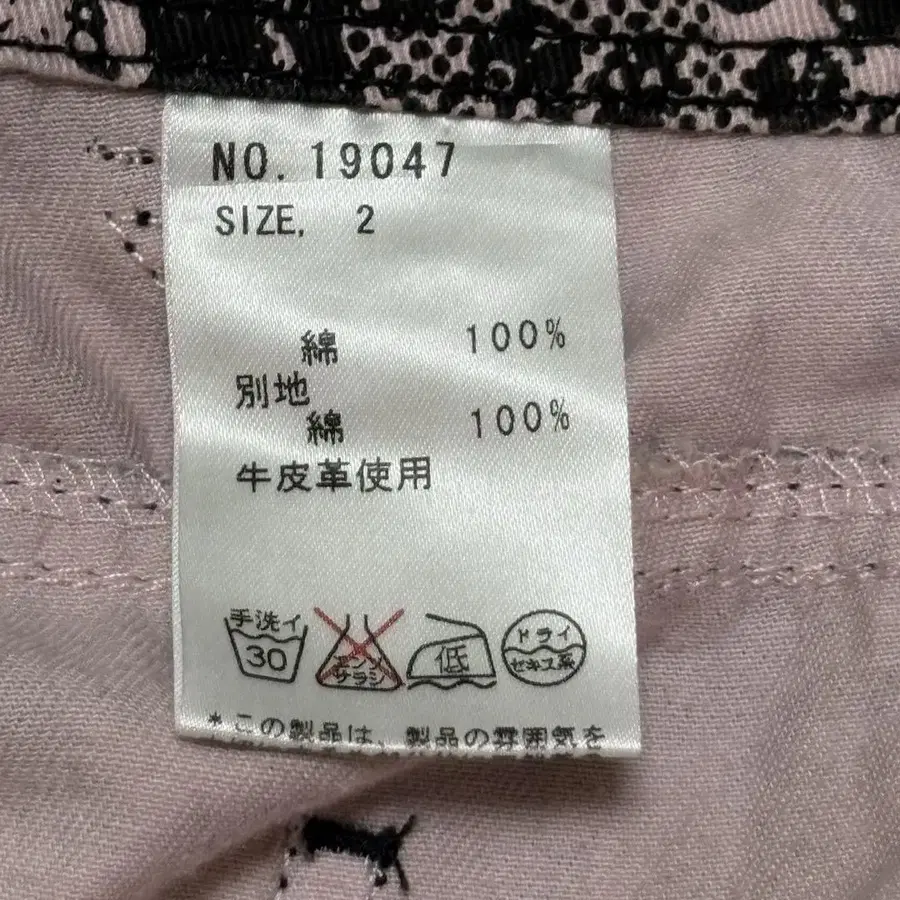 NO. 19047
SIZE, 2
綿 100%
別地
綿 100%
牛皮革使用
手洗イ
30
エンソ
サラシ
低
ドライ
セキユ系
*この製品は、製品の雰囲気を